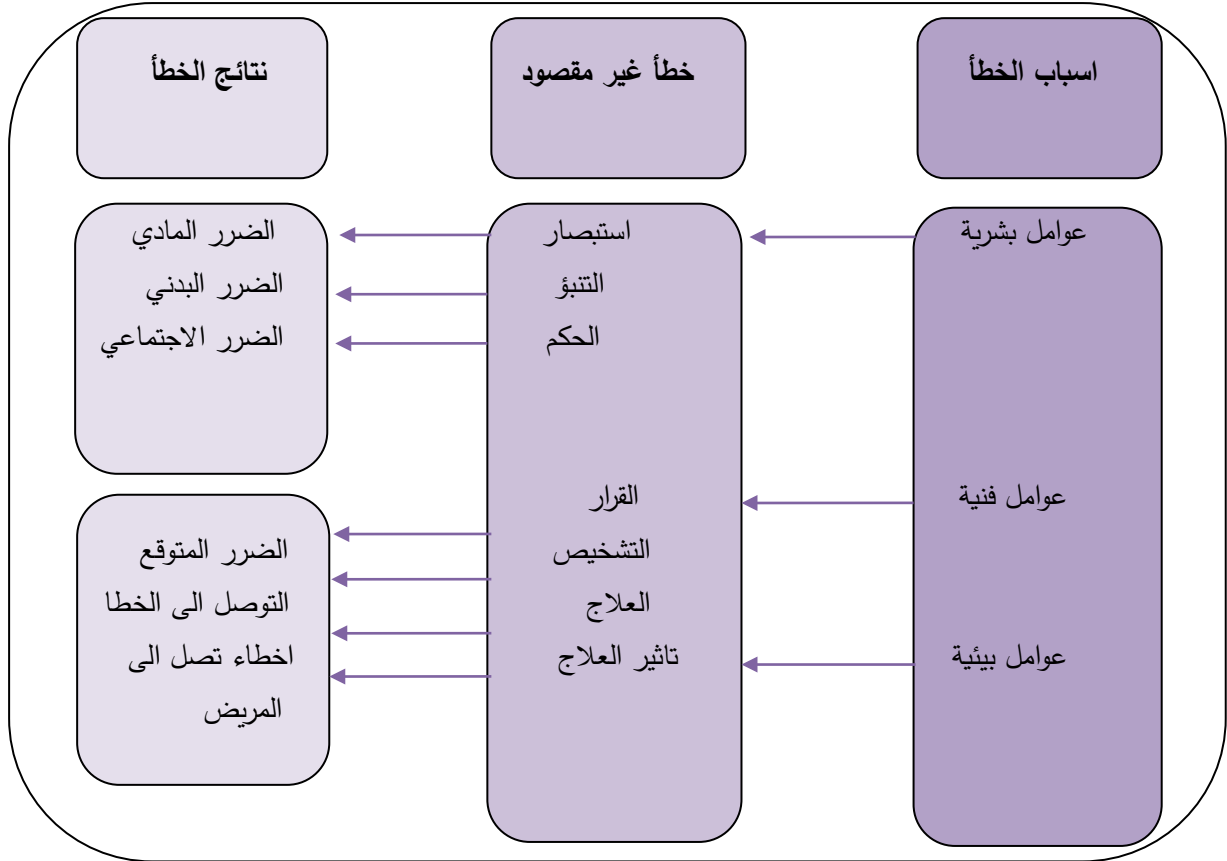 اسباب الخطأ
خطأ غير مقصود
نتائج الخطأ
عوامل بشرية
عوامل فنية
عوامل بيئية
استبصار
التنبؤ
الحكم
القرار
التشخيص
العلاج
تاثير العلاج
الضرر المادي
الضرر البدني
الضرر الاجتماعي
الضرر المتوقع
التوصل الى الخطا
اخطاء تصل الى
المريض